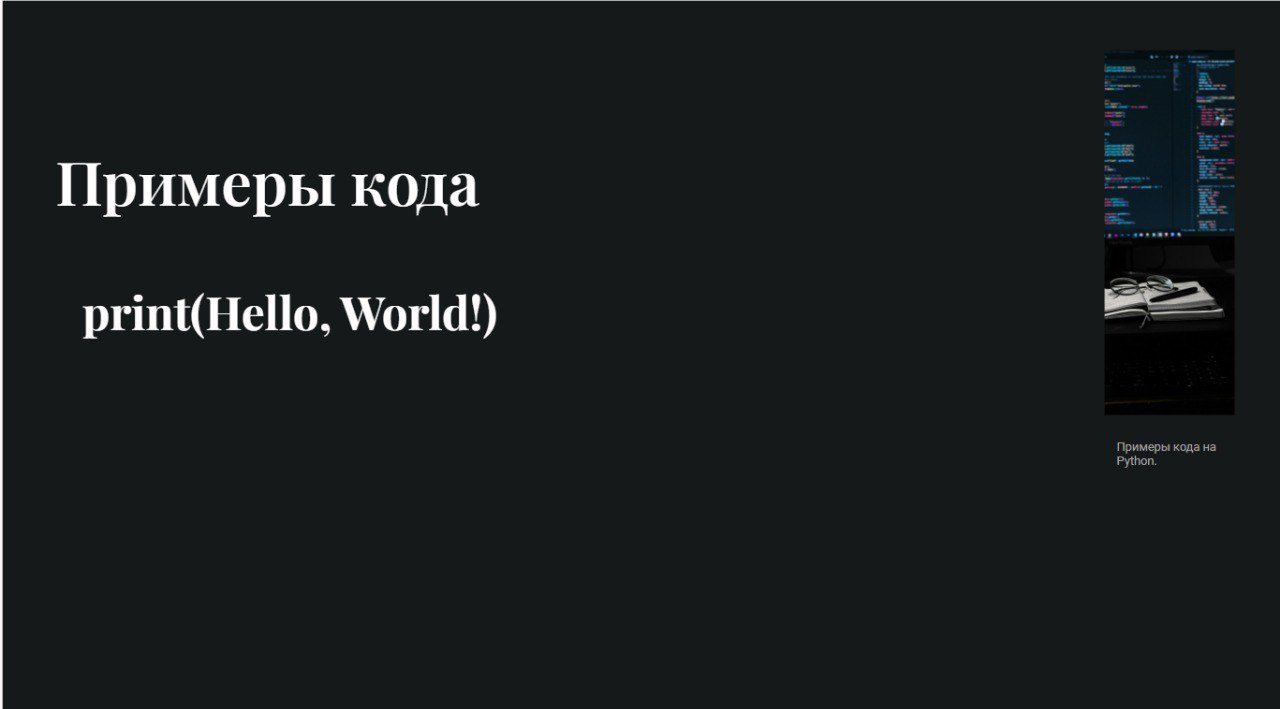 Примеры кода
print(Hello, World!)
Примеры кода на
Python.